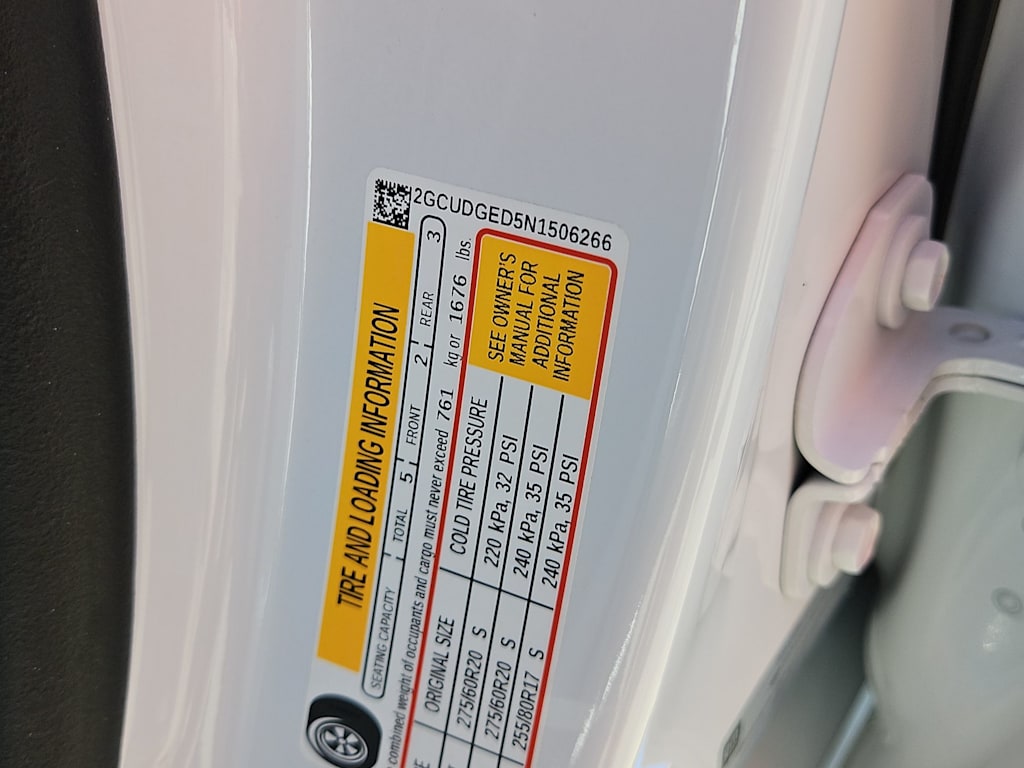 2GCUDGED5N1506266
TIRE AND LOADING INFORMATION
SEATING CAPACITY TOTAL 5 FRONT 2 REAR 3
combined weight of occupants and cargo must never exceed 761 kg or 1676 lbs.
ORIGINAL SIZE COLD TIRE PRESSURE
275/60R20 S 220 kPa, 32 PSI
275/60R20 S 240 kPa, 35 PSI
255/80R17 S 240 kPa, 35 PSI
SEE OWNER'S
MANUAL FOR
ADDITIONAL
INFORMATION